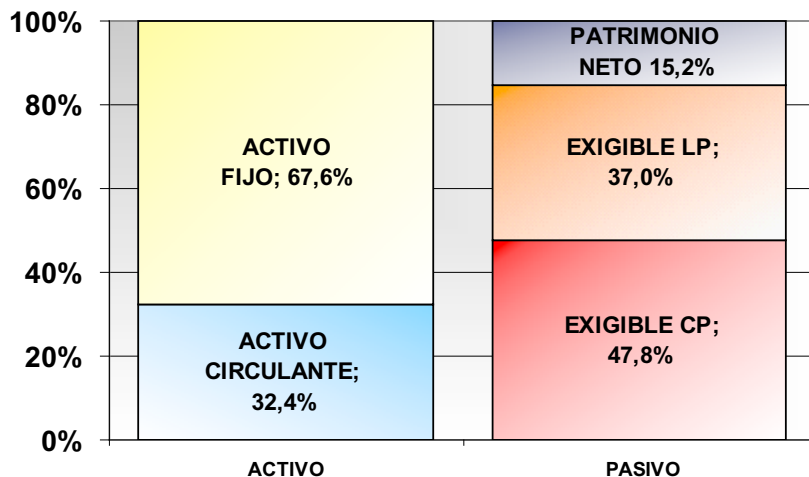 100%
80%
60%
40%
20%
0%
ACTIVO
FIJO; 67,6%
ACTIVO
CIRCULANTE;
32,4%
PATRIMONIO
NETO 15,2%
EXIGIBLE LP;
37,0%
EXIGIBLE CP;
47,8%
ACTIVO
PASIVO